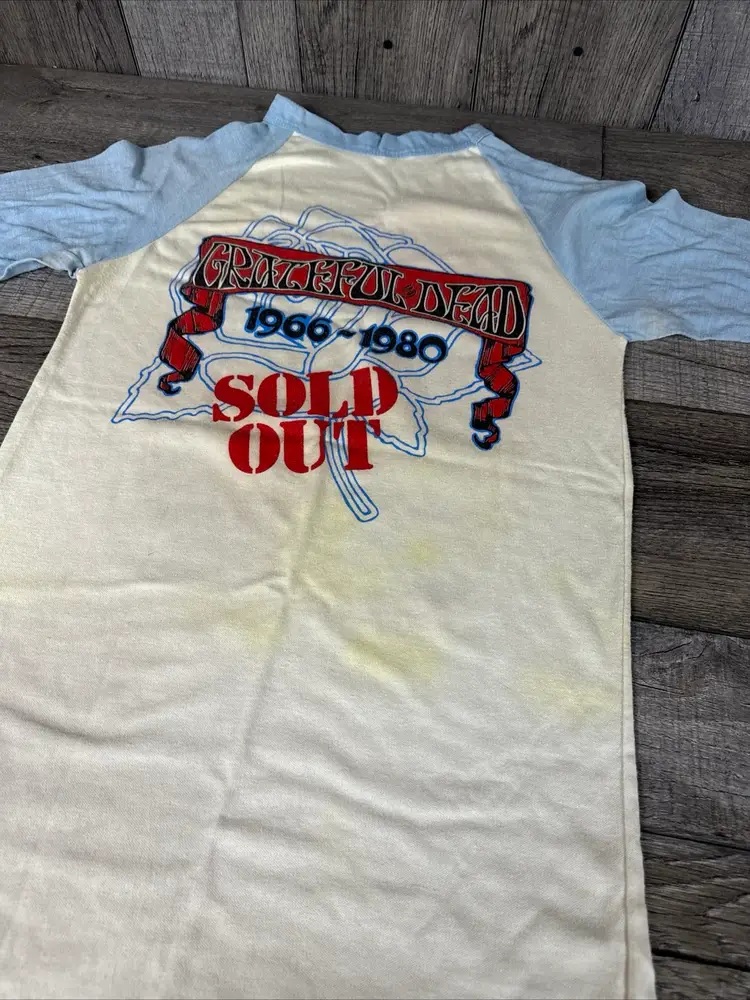 GRATEFUL DEAD
1966~1980
SOLD
OUT